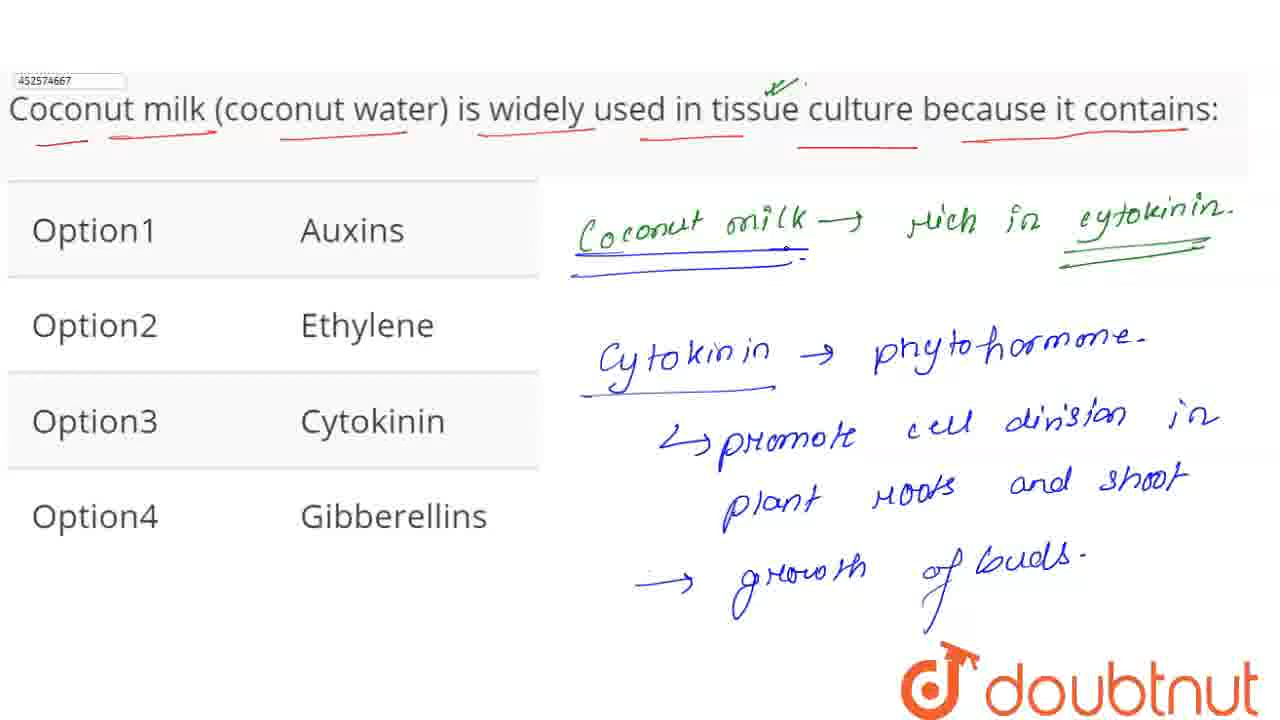 452574667
Coconut milk (coconut water) is widely used in tissue culture because it contains:
Option1 Auxins
Option2 Ethylene
Option3 Cytokinin
Option4 Gibberellins
Coconut milk → rich in cytokinin.
Cytokinin → phytohormone.
↳ promote cell division in
plant roots and shoot
→ growth of buds.
doubtnut